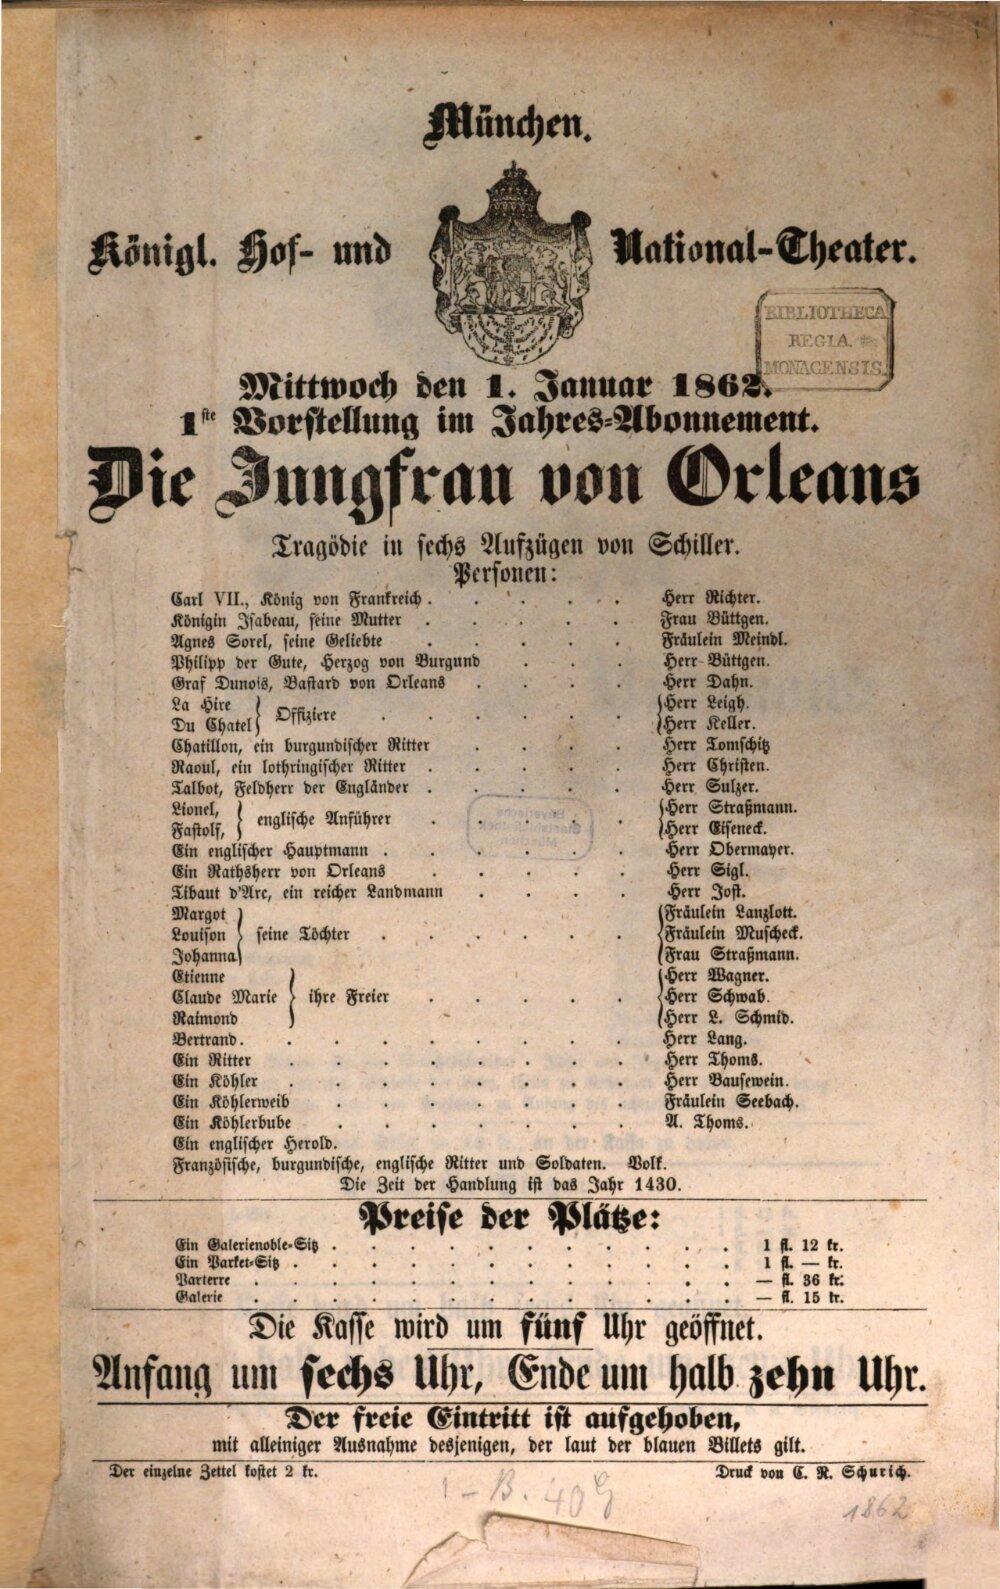 München.
Königl. Hof- und National-Theater.
BIBLIOTHECA
REGIA
MONACENSIS.
Mittwoch den 1. Januar 1862.
1ste Vorstellung im Jahres-Abonnement.
Die Jungfrau von Orleans
Tragödie in sechs Aufzügen von Schiller.
Personen:
Carl VII., König von Frankreich . . . . . Herr Richter.
Königin Isabeau, seine Mutter . . . . . Frau Büttgen.
Agnes Sorel, seine Geliebte . . . . . Fräulein Meindl.
Philipp der Gute, Herzog von Burgund . . . Herr Büttgen.
Graf Dunois, Bastard von Orleans . . . . Herr Dahn.
La Hire } Offiziere . . . . . . { Herr Leigh.
Du Chatel } { Herr Keller.
Chatillon, ein burgundischer Ritter . . . . Herr Tomschitz
Raoul, ein lothringischer Ritter . . . . . Herr Christen.
Talbot, Feldherr der Engländer . . . . . Herr Sulzer.
Lionel, } englische Anführer . . . . . { Herr Straßmann.
Fastolf, } { Herr Eiseneck.
Ein englischer Hauptmann . . . . . . Herr Obermayer.
Ein Rathsherr von Orleans . . . . . Herr Sigl.
Tibaut d'Arc, ein reicher Landmann . . . . Herr Jost.
Margot } { Fräulein Lanzlott.
Louison } seine Töchter . . . . . . { Fräulein Muscheck.
Johanna } { Frau Straßmann.
Etienne } { Herr Wagner.
Claude Marie } ihre Freier . . . . . { Herr Schwab.
Raimond } { Herr L. Schmid.
Bertrand. . . . . . . . . Herr Lang.
Ein Ritter . . . . . . . . Herr Thoms.
Ein Köhler . . . . . . . . Herr Bausewein.
Ein Köhlerweib . . . . . . . Fräulein Seebach.
Ein Köhlerbube . . . . . . . A. Thoms.
Ein englischer Herold.
Französische, burgundische, englische Ritter und Soldaten. Volk.
Die Zeit der Handlung ist das Jahr 1430.
Preise der Plätze:
Ein Galerienoble-Sitz . . . . . . . . . 1 fl. 12 kr.
Ein Parket-Sitz . . . . . . . . . . 1 fl. — kr.
Parterre . . . . . . . . . . . — fl. 36 kr.
Galerie . . . . . . . . . . . — fl. 15 kr.
Die Kasse wird um fünf Uhr geöffnet.
Anfang um sechs Uhr, Ende um halb zehn Uhr.
Der freie Eintritt ist aufgehoben,
mit alleiniger Ausnahme desjenigen, der laut der blauen Billets gilt.
Der einzelne Zettel kostet 2 kr. Druck von C. R. Schurich.
1862